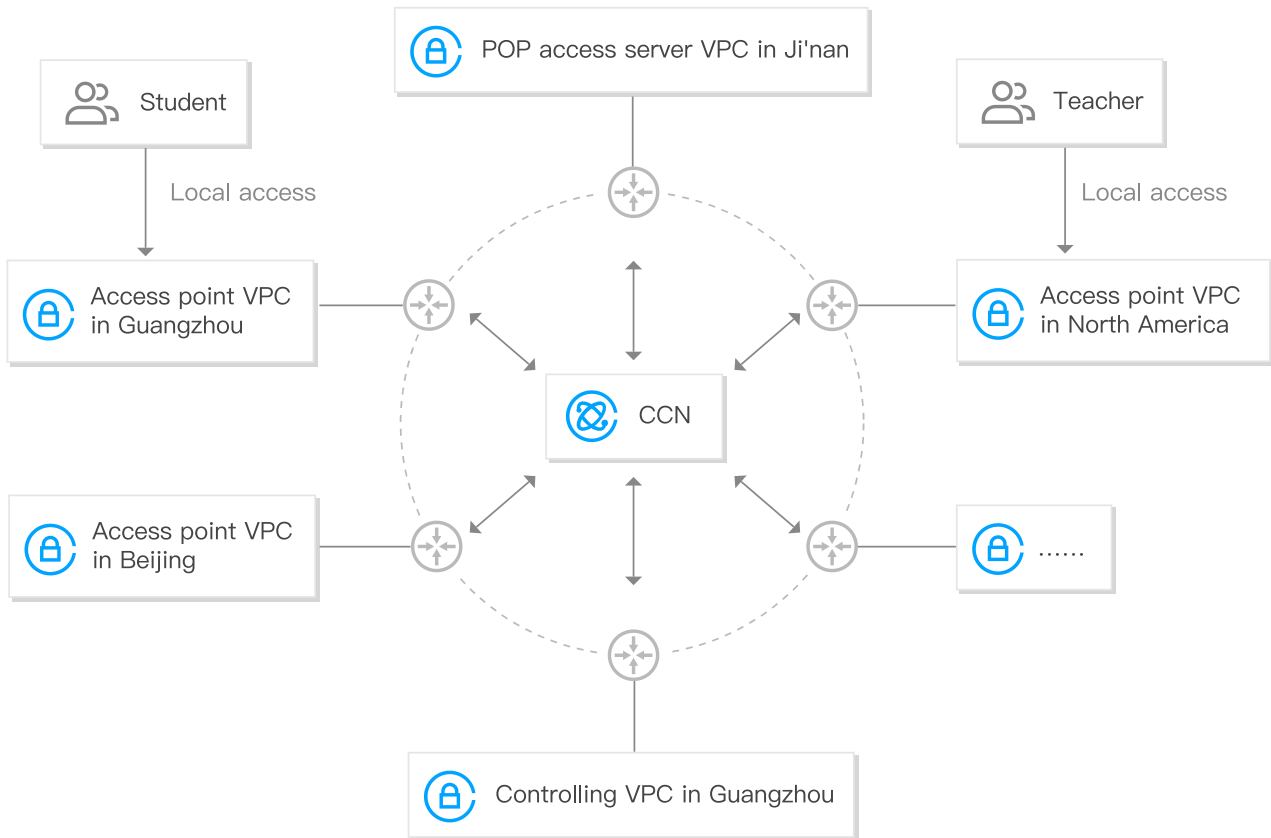 POP access server VPC in Ji'nan
Student
Teacher
Local access
Local access
Access point VPC
in Guangzhou
Access point VPC
in North America
CCN
Access point VPC
in Beijing
......
Controlling VPC in Guangzhou